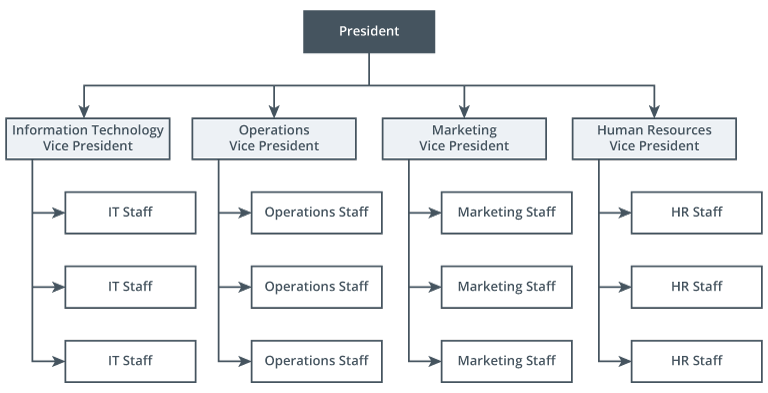 President
Information Technology
Vice President
Operations
Vice President
Marketing
Vice President
Human Resources
Vice President
IT Staff
Operations Staff
Marketing Staff
HR Staff
IT Staff
Operations Staff
Marketing Staff
HR Staff
IT Staff
Operations Staff
Marketing Staff
HR Staff